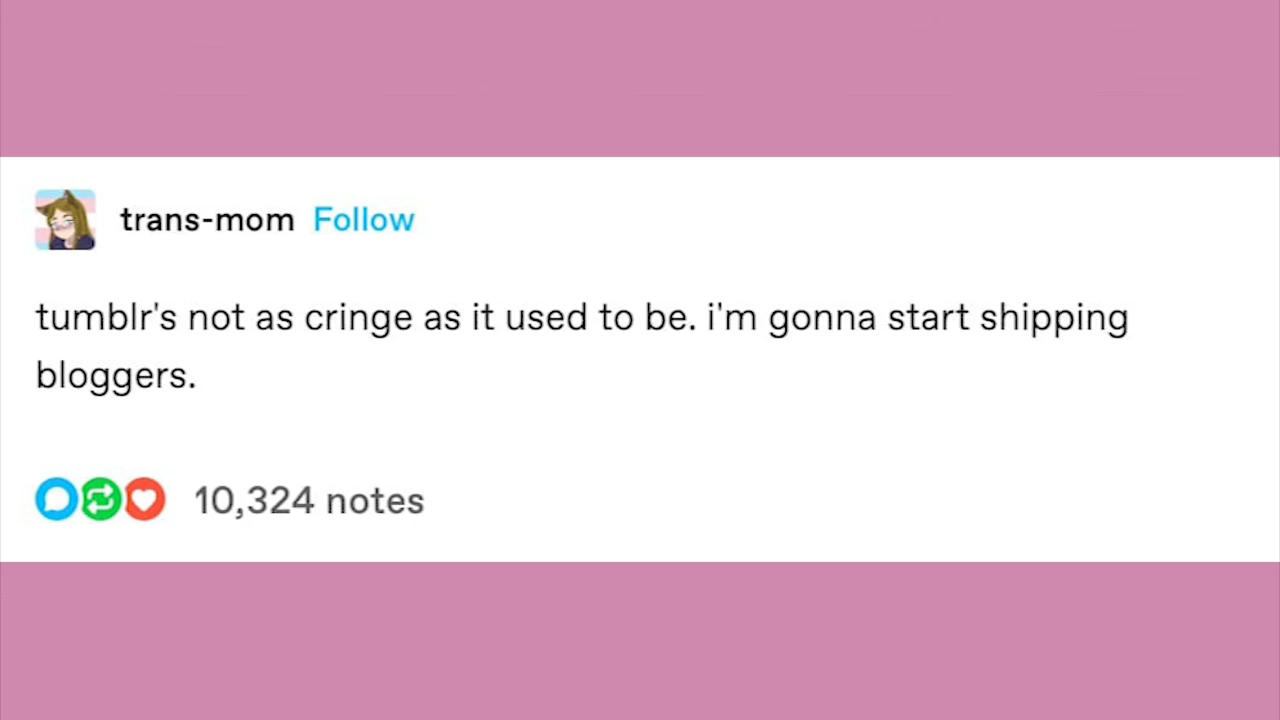 trans-mom Follow
tumblr's not as cringe as it used to be. i'm gonna start shipping
bloggers.
10,324 notes